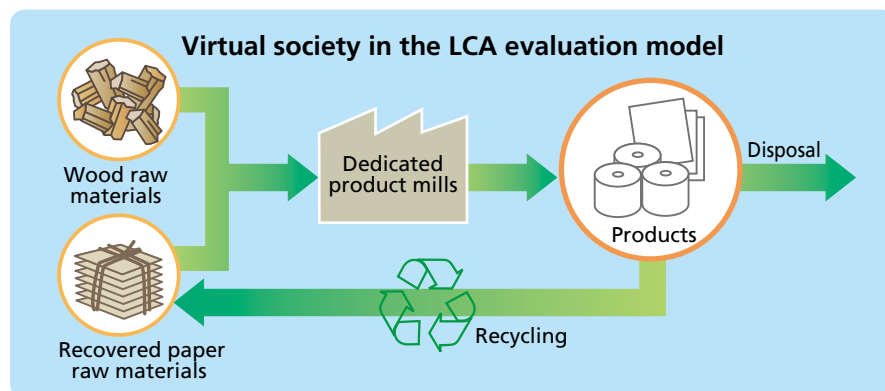 Virtual society in the LCA evaluation model
Wood raw
materials
Dedicated
product mills
Products
Disposal
Recycling
Recovered paper
raw materials